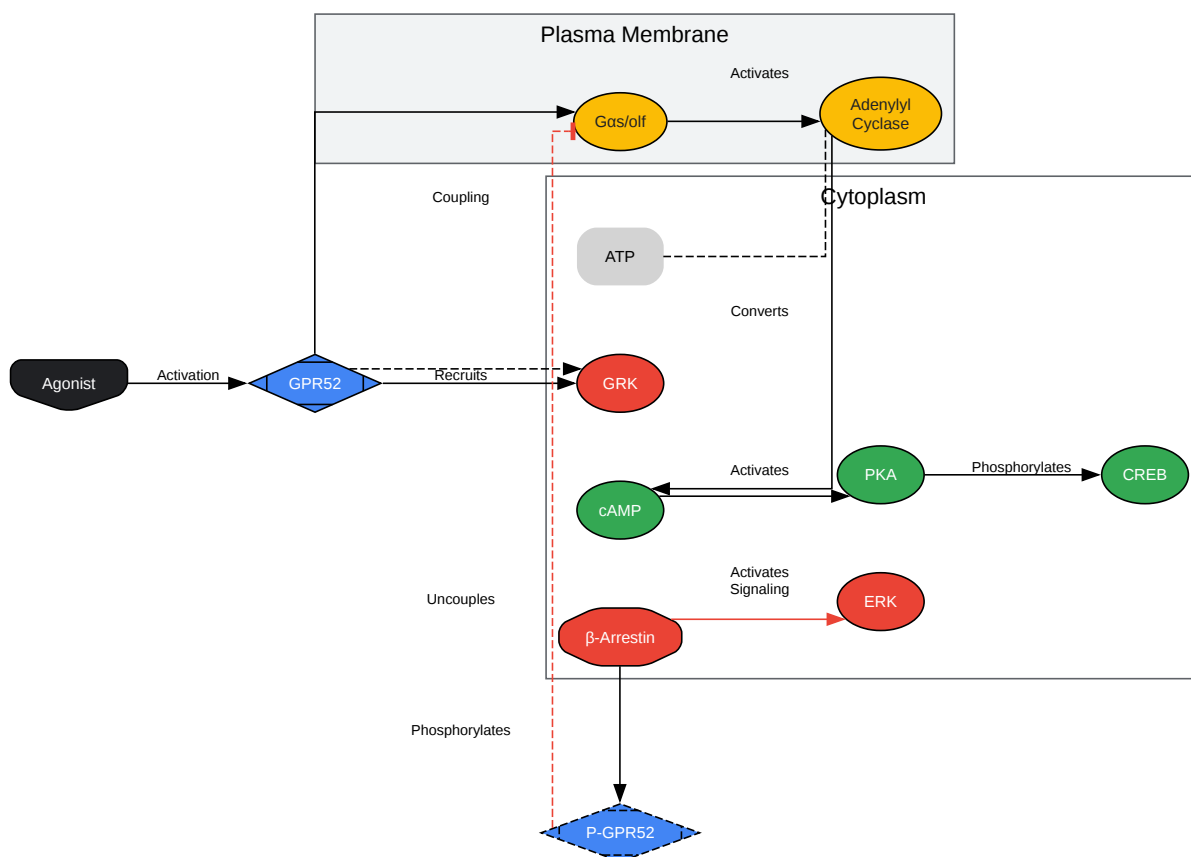 Plasma Membrane
Activates
Gαs/olf
Adenylyl
Cyclase
Coupling
Cytoplasm
ATP
Converts
Agonist
Activation
GPR52
Recruits
GRK
Activates
PKA
Phosphorylates
CREB
cAMP
Activates
Signaling
ERK
Uncouples
β-Arrestin
Phosphorylates
P-GPR52